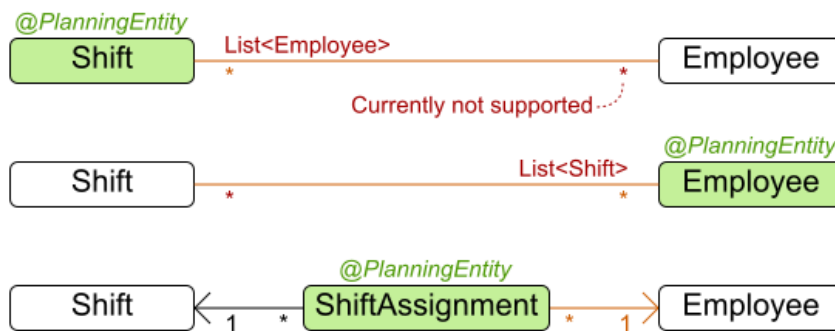 @PlanningEntity
Shift
List<Employee>
Employee
*
*
Currently not supported
@PlanningEntity
Shift
List<Shift>
Employee
*
*
@PlanningEntity
Shift
ShiftAssignment
Employee
1
*
*
1